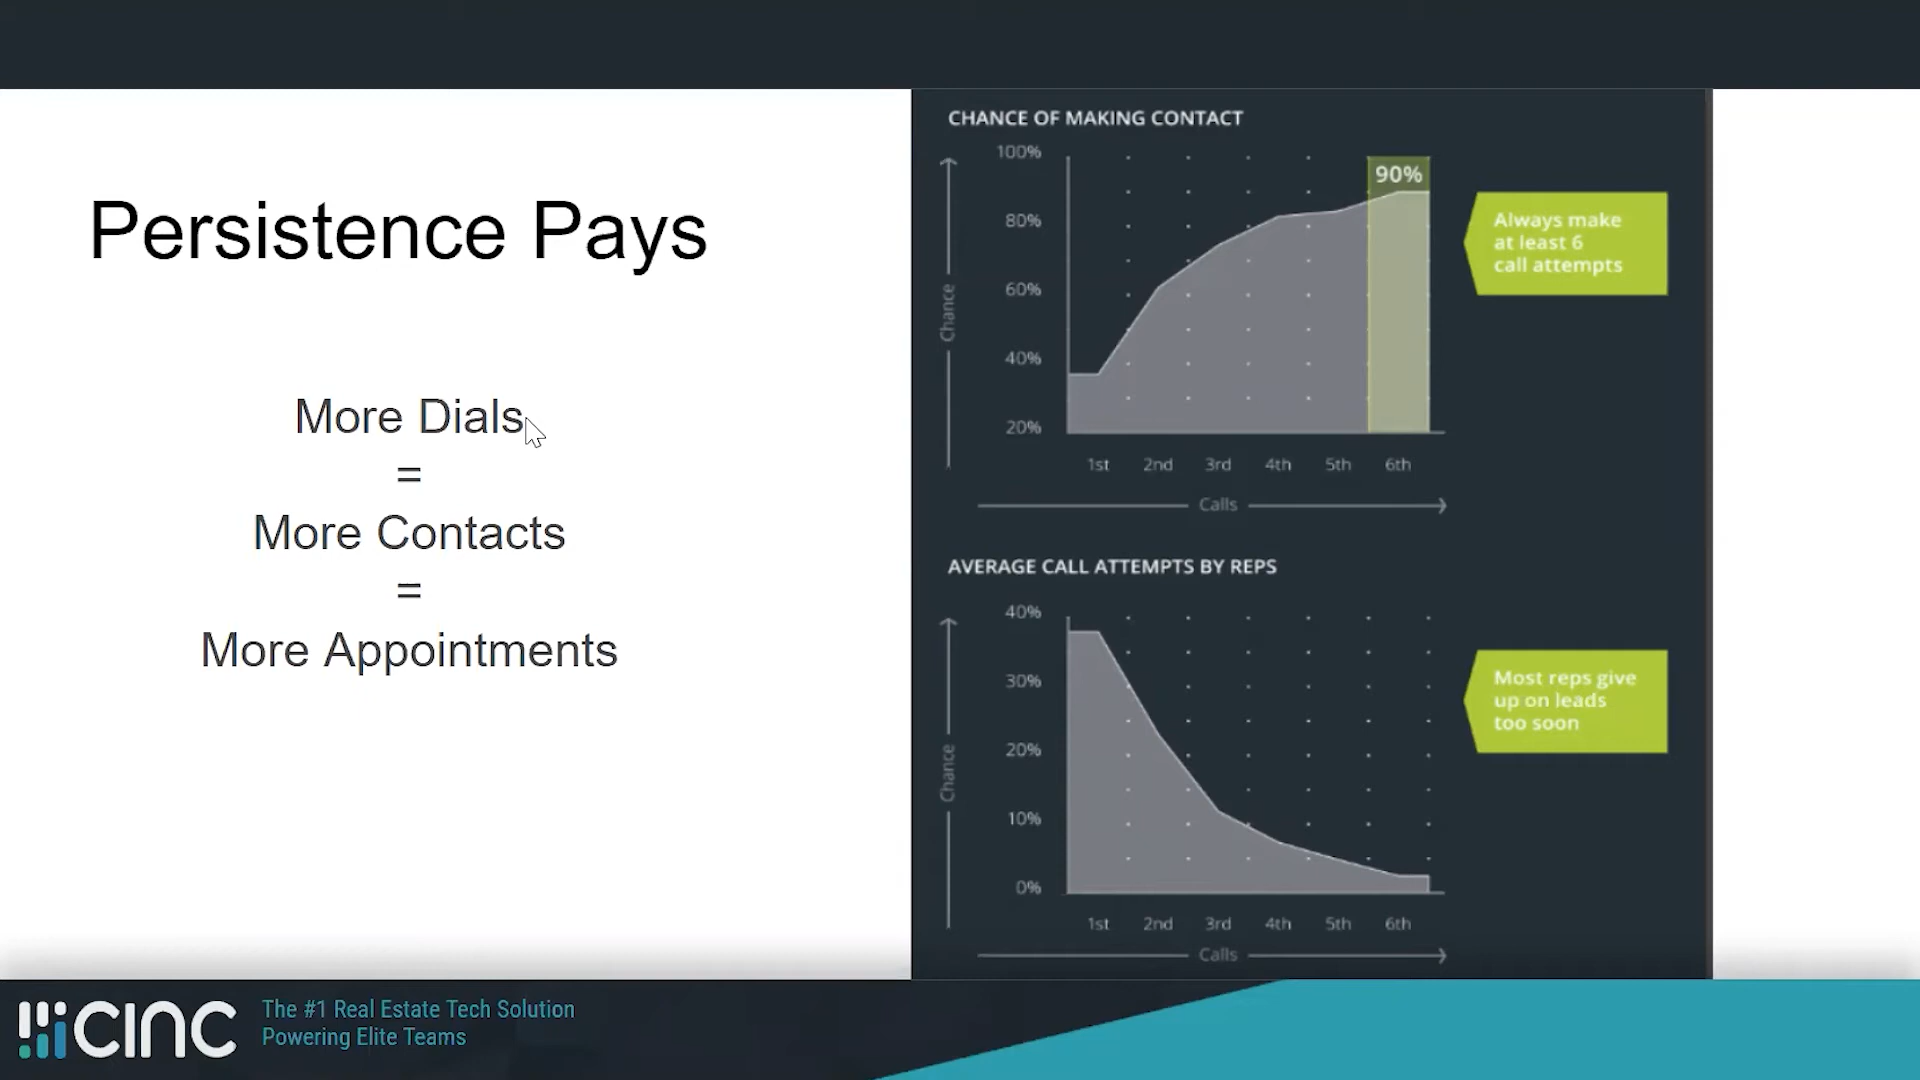 Persistence Pays
More Dials
=
More Contacts
=
More Appointments
CHANCE OF MAKING CONTACT
100%
80%
60%
40%
20%
Chance
90%
1st 2nd 3rd 4th 5th 6th
Calls
Always make
at least 6
call attempts
AVERAGE CALL ATTEMPTS BY REPS
40%
30%
20%
10%
0%
Chance
1st 2nd 3rd 4th 5th 6th
Calls
Most reps give
up on leads
too soon
CINC
The #1 Real Estate Tech Solution
Powering Elite Teams